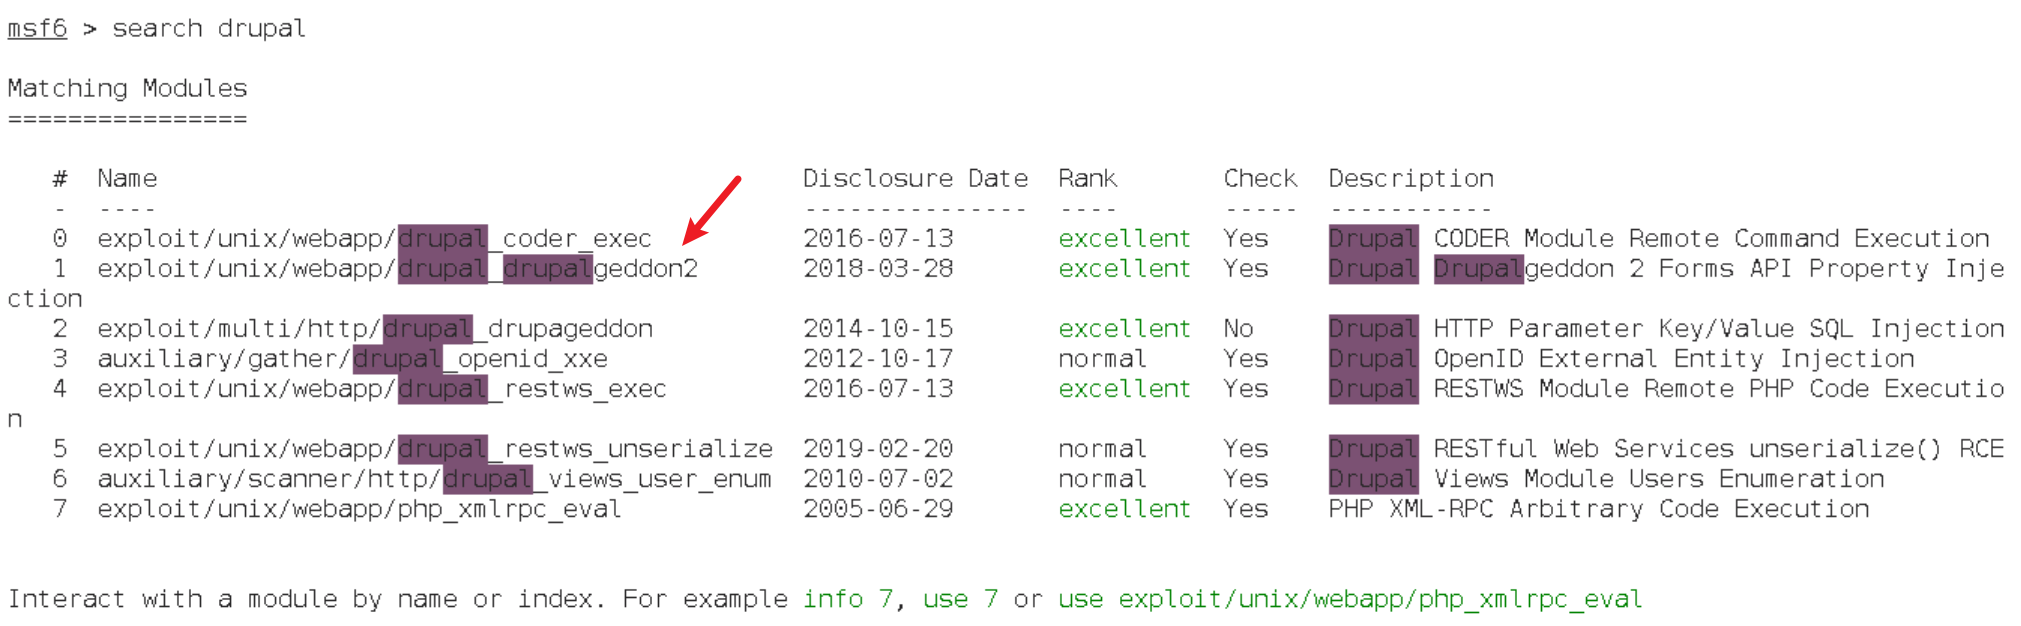 msf6 > search drupal
Matching Modules
================
#  Name                                       Disclosure Date  Rank       Check  Description
-  ----                                       ---------------  ----       -----  -----------
0  exploit/unix/webapp/drupal_coder_exec          2016-07-13       excellent  Yes    Drupal CODER Module Remote Command Execution
1  exploit/unix/webapp/drupal_drupalgeddon2       2018-03-28       excellent  Yes    Drupal Drupalgeddon 2 Forms API Property Inje
ction
2  exploit/multi/http/drupal_drupageddon          2014-10-15       excellent  No     Drupal HTTP Parameter Key/Value SQL Injection
3  auxiliary/gather/drupal_openid_xxe             2012-10-17       normal     Yes    Drupal OpenID External Entity Injection
4  exploit/unix/webapp/drupal_restws_exec         2016-07-13       excellent  Yes    Drupal RESTWS Module Remote PHP Code Executio
n
5  exploit/unix/webapp/drupal_restws_unserialize  2019-02-20       normal     Yes    Drupal RESTful Web Services unserialize() RCE
6  auxiliary/scanner/http/drupal_views_user_enum  2010-07-02       normal     Yes    Drupal Views Module Users Enumeration
7  exploit/unix/webapp/php_xmlrpc_eval            2005-06-29       excellent  Yes    PHP XML-RPC Arbitrary Code Execution
Interact with a module by name or index. For example info 7, use 7 or use exploit/unix/webapp/php_xmlrpc_eval